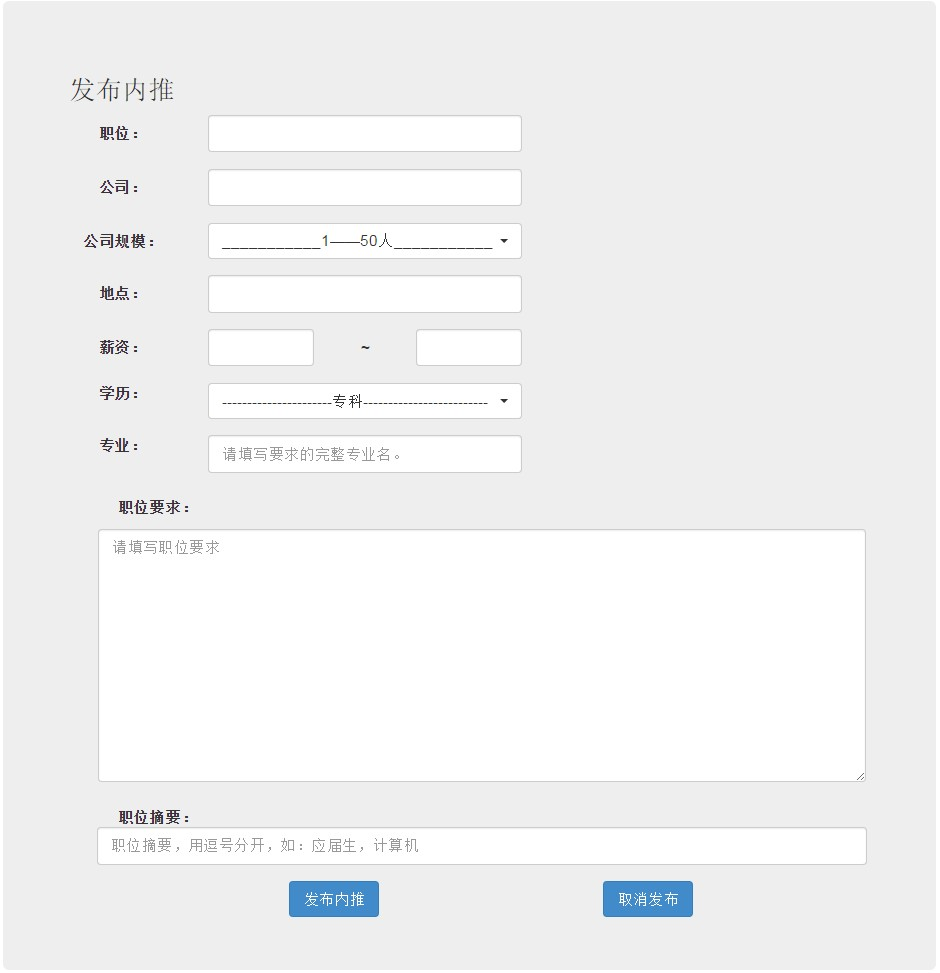 发布内推
职位：
公司：
公司规模： ___________1——50人___________
地点：
薪资： ~
学历： ----------------------专科-------------------------
专业： 请填写要求的完整专业名。
职位要求：
请填写职位要求
职位摘要：
职位摘要，用逗号分开，如：应届生，计算机
发布内推 取消发布